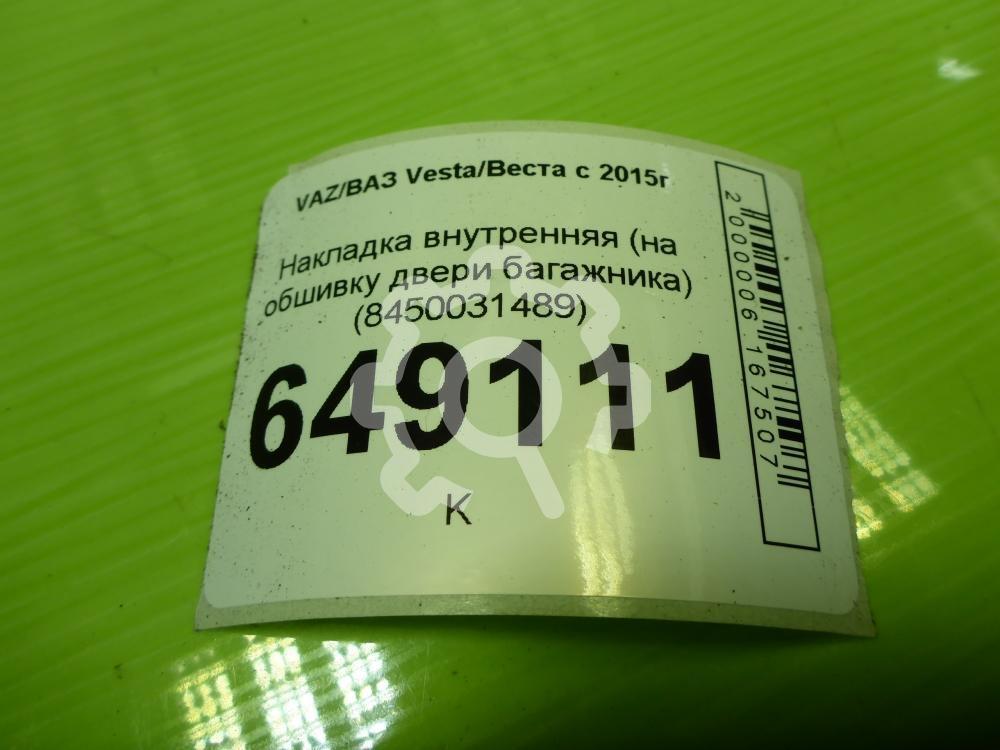 VAZ/ВАЗ Vesta/Веста с 2015г
Накладка внутренняя (на
обшивку двери багажника)
(8450031489)
649111
К
2000006167507